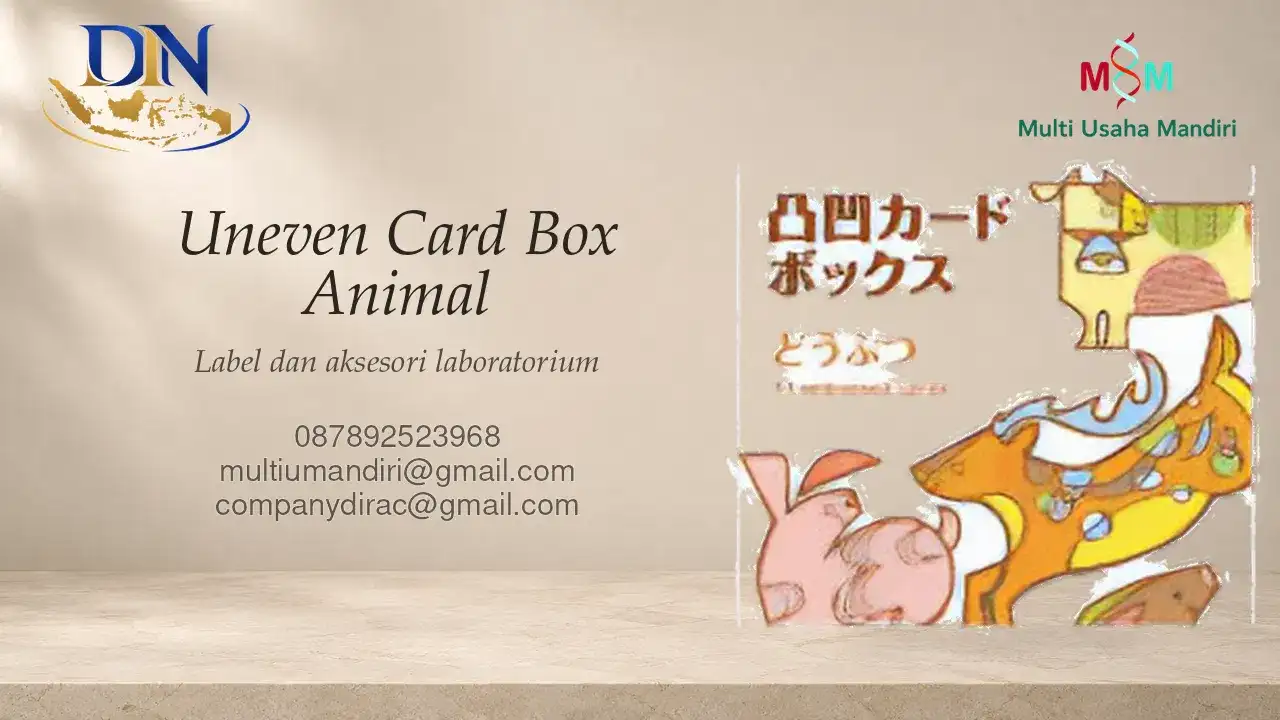 DN
MSM
Multi Usaha Mandiri
Uneven Card Box
Animal
Label dan aksesori laboratorium
087892523968
multiumandiri@gmail.com
companydirac@gmail.com
凸凹カード
ボックス
どうぶつ